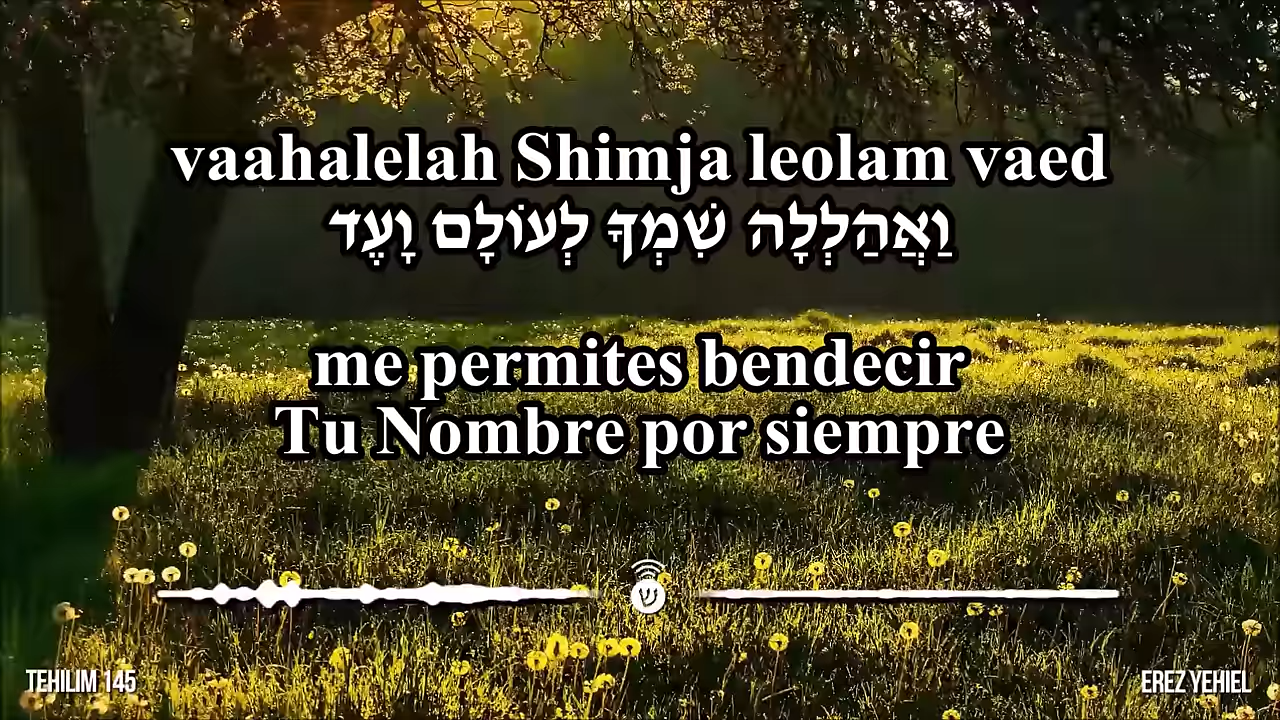 vaahalelah Shimja leolam vaed
וַאֲהַלְלָה שִׁמְךָ לְעוֹלָם וָעֶד
me permites bendecir
Tu Nombre por siempre
ש
TEHILIM 145
EREZ YEHIEL